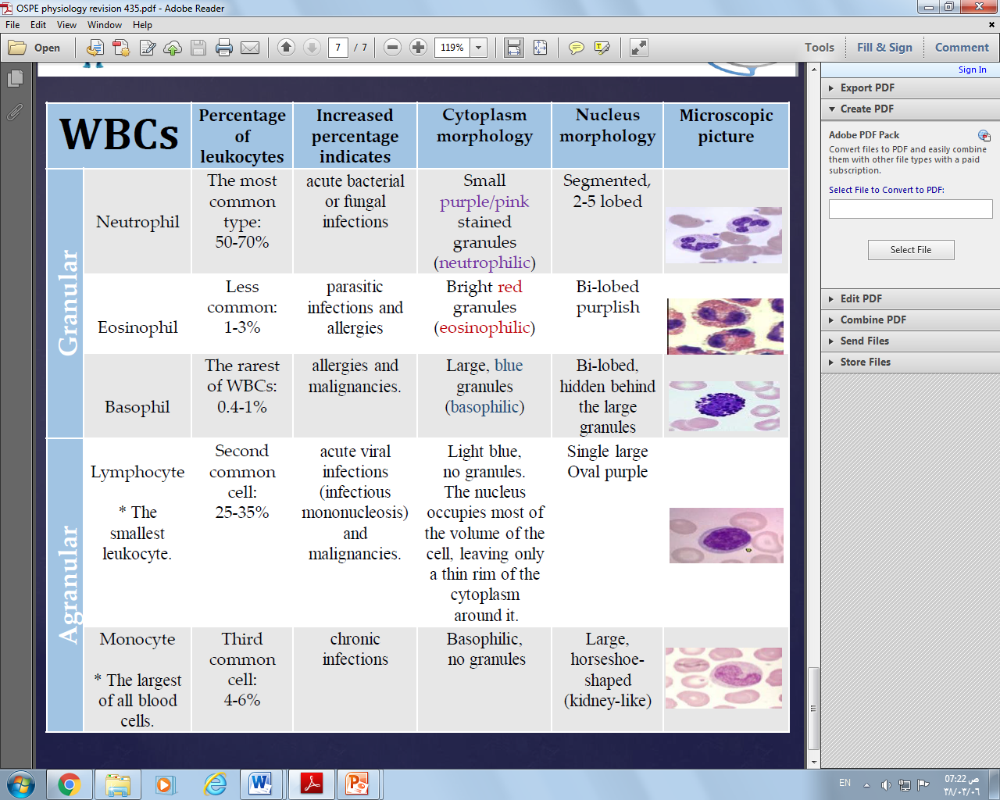 OSPE physiology revision 435.pdf - Adobe Reader
File Edit View Window Help
Open
7 / 7
119%
Tools
Fill & Sign
Comment
Sign In
Export PDF
Create PDF
Adobe PDF Pack
Convert files to PDF and easily combine
them with other file types with a paid
subscription.
Select File to Convert to PDF:
Select File
Edit PDF
Combine PDF
Send Files
Store Files
WBCs
Percentage
of
leukocytes
Increased
percentage
indicates
Cytoplasm
morphology
Nucleus
morphology
Microscopic
picture
Granular
Neutrophil
The most
common
type:
50-70%
acute bacterial
or fungal
infections
Small
purple/pink
stained
granules
(neutrophilic)
Segmented,
2-5 lobed
Eosinophil
Less
common:
1-3%
parasitic
infections and
allergies
Bright red
granules
(eosinophilic)
Bi-lobed
purplish
Basophil
The rarest
of WBCs:
0.4-1%
allergies and
malignancies.
Large, blue
granules
(basophilic)
Bi-lobed,
hidden behind
the large
granules
Agranular
Lymphocyte
* The
smallest
leukocyte.
Second
common
cell:
25-35%
acute viral
infections
(infectious
mononucleosis)
and
malignancies.
Light blue,
no granules.
The nucleus
occupies most of
the volume of the
cell, leaving only
a thin rim of the
cytoplasm
around it.
Single large
Oval purple
Monocyte
* The largest
of all blood
cells.
Third
common
cell:
4-6%
chronic
infections
Basophilic,
no granules
Large,
horseshoe-
shaped
(kidney-like)
EN
07:22 ص
٣٨/٠٣/٠٦